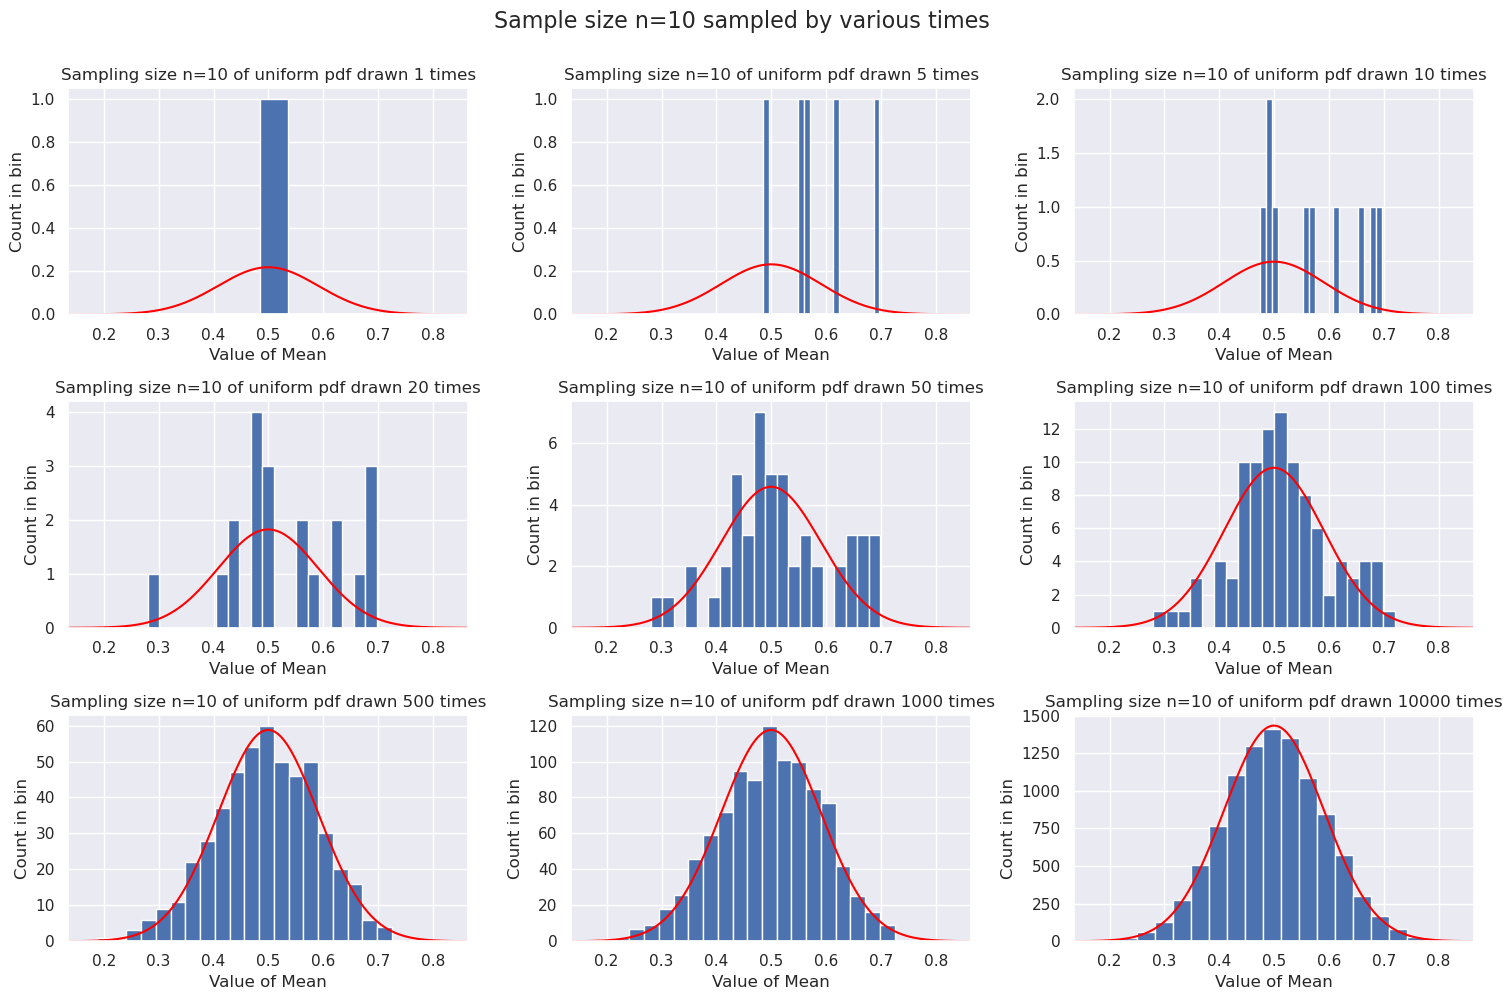 Sample size n=10 sampled by various times
Sampling size n=10 of uniform pdf drawn 1 times
1.0
0.8
0.6
0.4
0.2
0.0
Count in bin
0.2 0.3 0.4 0.5 0.6 0.7 0.8
Value of Mean
Sampling size n=10 of uniform pdf drawn 5 times
1.0
0.8
0.6
0.4
0.2
0.0
Count in bin
0.2 0.3 0.4 0.5 0.6 0.7 0.8
Value of Mean
Sampling size n=10 of uniform pdf drawn 10 times
2.0
1.5
1.0
0.5
0.0
Count in bin
0.2 0.3 0.4 0.5 0.6 0.7 0.8
Value of Mean
Sampling size n=10 of uniform pdf drawn 20 times
4
3
2
1
0
Count in bin
0.2 0.3 0.4 0.5 0.6 0.7 0.8
Value of Mean
Sampling size n=10 of uniform pdf drawn 50 times
6
4
2
0
Count in bin
0.2 0.3 0.4 0.5 0.6 0.7 0.8
Value of Mean
Sampling size n=10 of uniform pdf drawn 100 times
12
10
8
6
4
2
0
Count in bin
0.2 0.3 0.4 0.5 0.6 0.7 0.8
Value of Mean
Sampling size n=10 of uniform pdf drawn 500 times
60
50
40
30
20
10
0
Count in bin
0.2 0.3 0.4 0.5 0.6 0.7 0.8
Value of Mean
Sampling size n=10 of uniform pdf drawn 1000 times
120
100
80
60
40
20
0
Count in bin
0.2 0.3 0.4 0.5 0.6 0.7 0.8
Value of Mean
Sampling size n=10 of uniform pdf drawn 10000 times
1500
1250
1000
750
500
250
0
Count in bin
0.2 0.3 0.4 0.5 0.6 0.7 0.8
Value of Mean